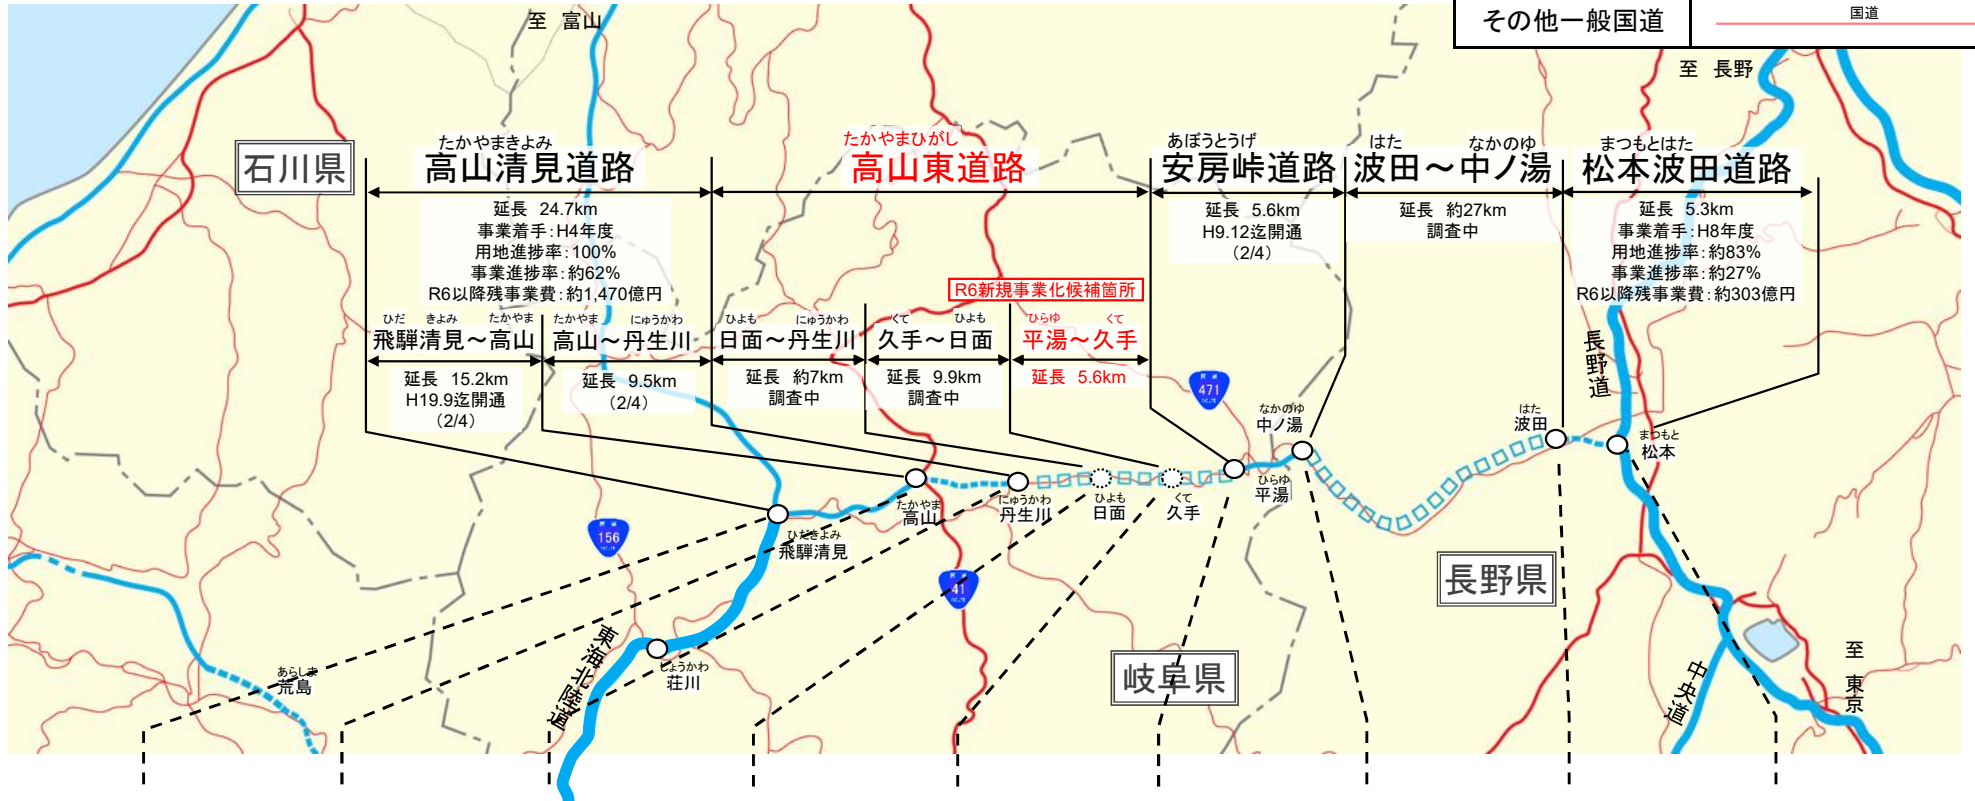 その他一般国道
国道
至 富山
至 長野
石川県
たかやまきよみ
高山清見道路
延長 24.7km
事業着手:H4年度
用地進捗率:100%
事業進捗率:約62%
R6以降残事業費:約1,470億円
たかやまひがし
高山東道路
あぼうとうげ
安房峠道路
延長 5.6km
H9.12迄開通
(2/4)
はた なかのゆ
波田～中ノ湯
延長 約27km
調査中
まつもとはた
松本波田道路
延長 5.3km
事業着手:H8年度
用地進捗率:約83%
事業進捗率:約27%
R6以降残事業費:約303億円
R6新規事業化候補箇所
ひだ きよみ たかやま
飛騨清見～高山
延長 15.2km
H19.9迄開通
(2/4)
たかやま にゅうかわ
高山～丹生川
延長 9.5km
(2/4)
ひよも にゅうかわ
日面～丹生川
延長 約7km
調査中
くて ひよも
久手～日面
延長 9.9km
調査中
ひらゆ くて
平湯～久手
延長 5.6km
長野道
471
なかのゆ
中ノ湯
はた
波田
まつもと
松本
ひらゆ
平湯
たかやま
高山
にゅうかわ
丹生川
ひよも
日面
くて
久手
ひだきよみ
飛騨清見
156
41
長野県
岐阜県
東海北陸道
しょうかわ
荘川
あらしま
荒島
中央道
至 東京